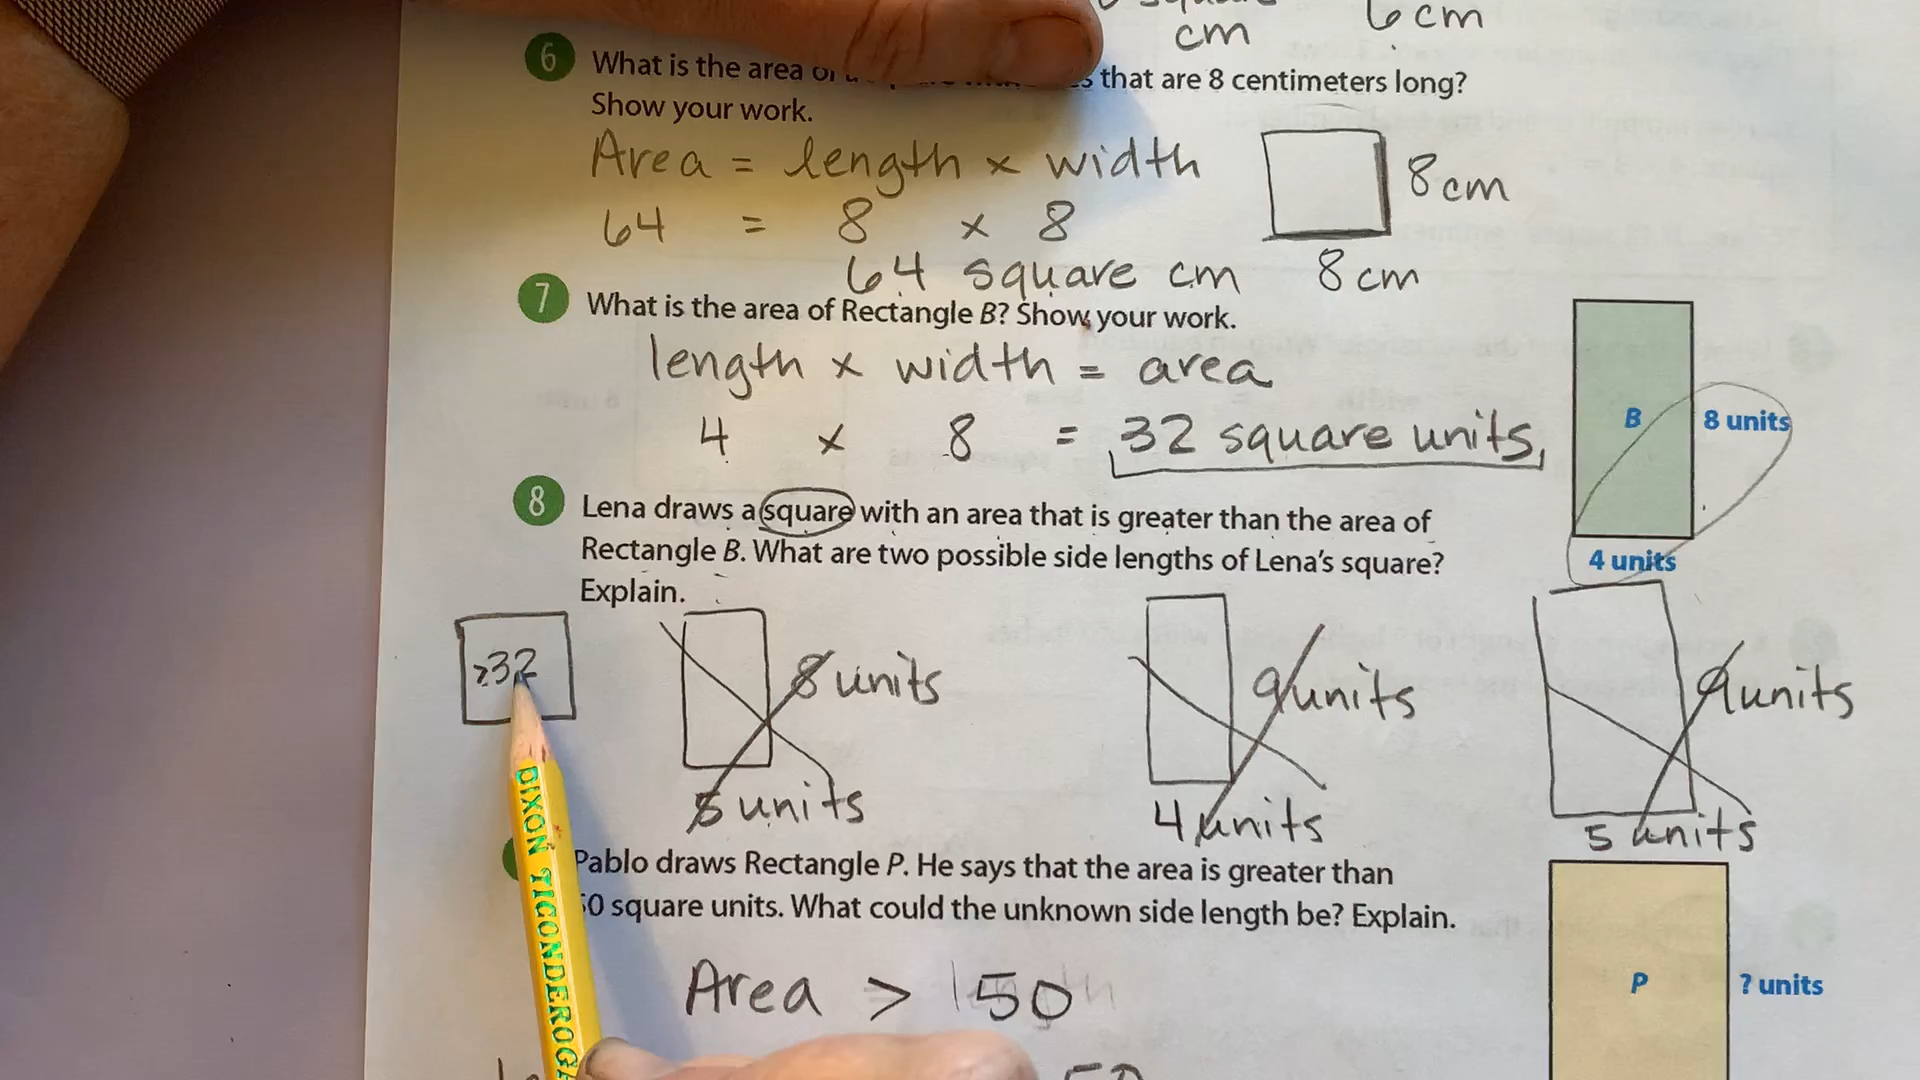 cm
6 cm
6 What is the area of that are 8 centimeters long?
Show your work.
Area = length x width
8 cm
64 = 8 x 8
64 square cm
8 cm
7 What is the area of Rectangle B? Show your work.
length x width = area
4 x 8 = 32 square units
B
8 units
4 units
8 Lena draws a square with an area that is greater than the area of
Rectangle B. What are two possible side lengths of Lena's square?
Explain.
>32
8 units
units
9 units
4 units
9 units
5 units
Pablo draws Rectangle P. He says that the area is greater than
0 square units. What could the unknown side length be? Explain.
Area > 50
P
? units
DIXON TICONDEROG